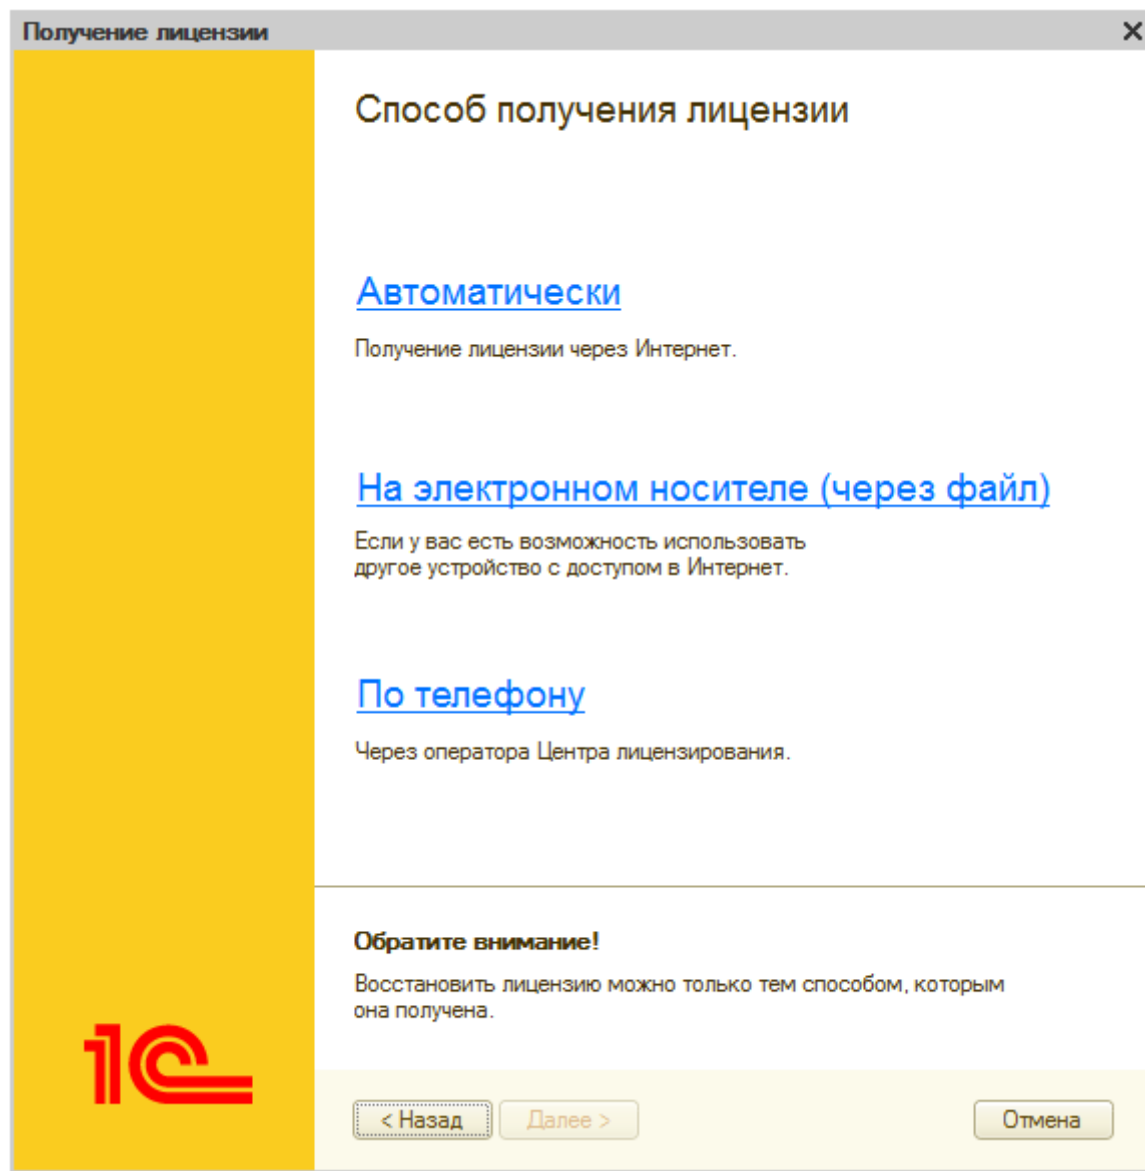 Получение лицензии
Способ получения лицензии
Автоматически
Получение лицензии через Интернет.
На электронном носителе (через файл)
Если у вас есть возможность использовать
другое устройство с доступом в Интернет.
По телефону
Через оператора Центра лицензирования.
Обратите внимание!
Восстановить лицензию можно только тем способом, которым
она получена.
1С
< Назад
Далее >
Отмена